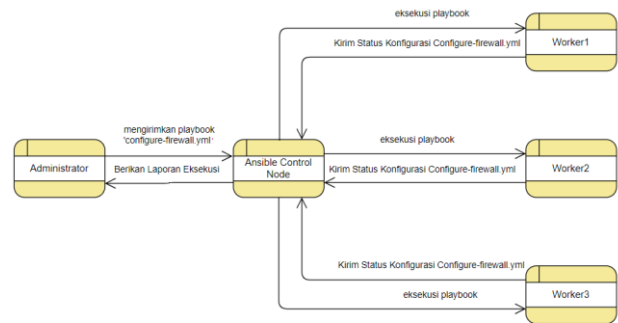 eksekusi playbook
Kirim Status Konfigurasi Configure-firewall.yml
Worker1
mengirimkan playbook
'configure-firewall.yml'
Administrator
Berikan Laporan Eksekusi
Ansible Control
Node
eksekusi playbook
Kirim Status Konfigurasi Configure-firewall.yml
Worker2
Kirim Status Konfigurasi Configure-firewall.yml
eksekusi playbook
Worker3